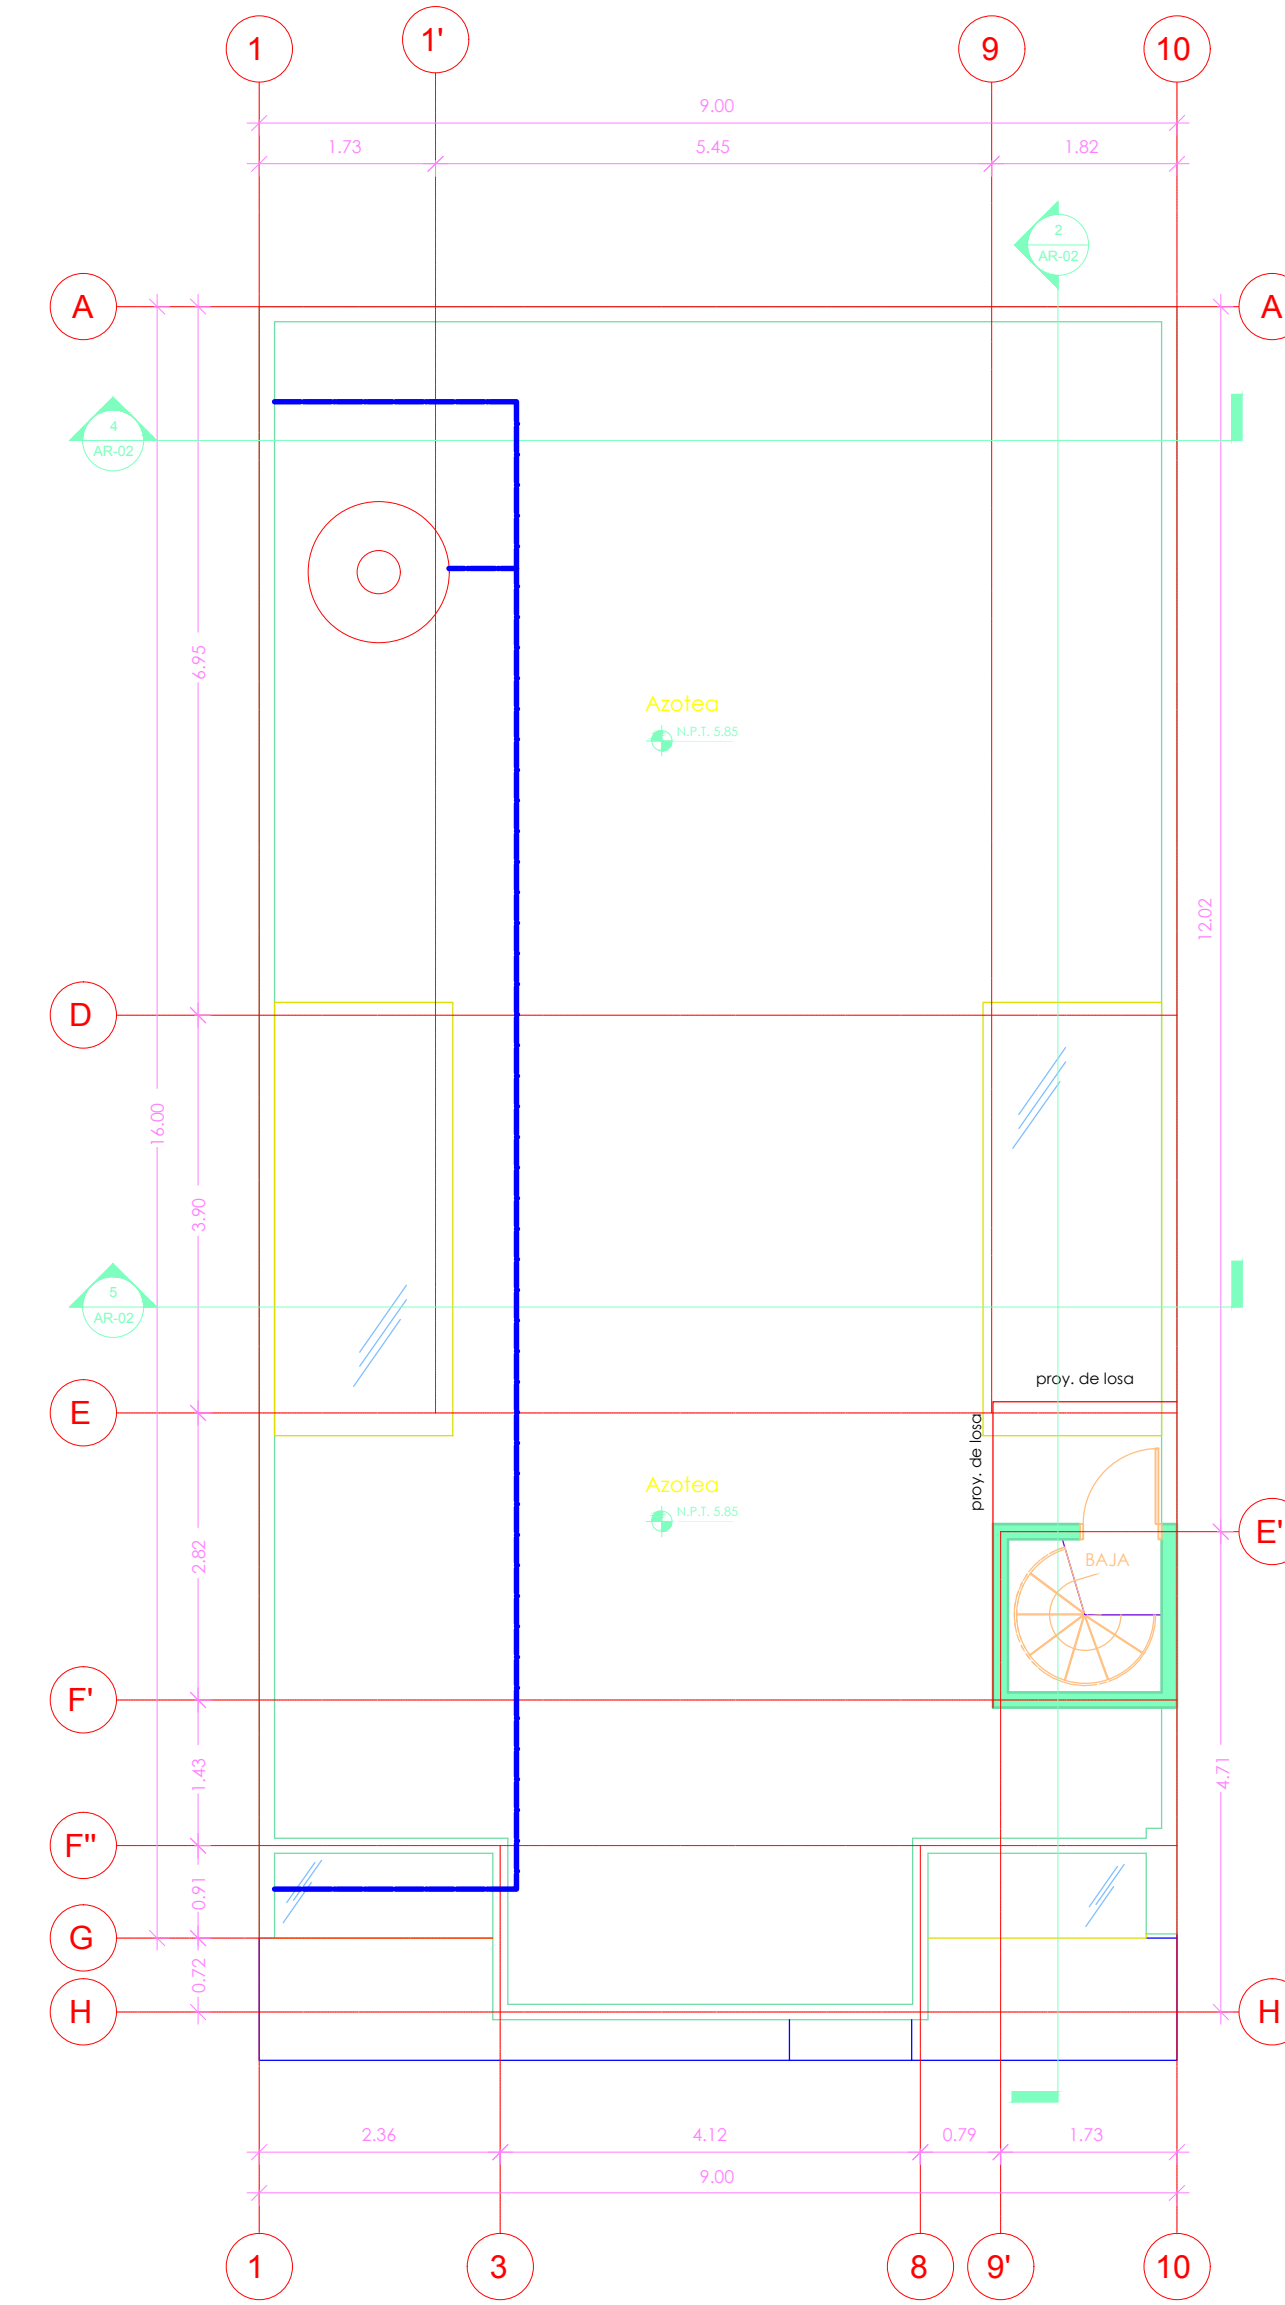 1
1'
9
10
9.00
1.73
5.45
1.82
2
AR-02
A
A
4
AR-02
6.95
Azotea
N.P.T. 5.85
12.02
D
16.00
3.90
5
AR-02
proy. de losa
E
proy. de losa
Azotea
N.P.T. 5.85
E'
2.82
BAJA
F'
1.43
4.71
F''
0.91
G
0.72
H
H
2.36
4.12
0.79
1.73
9.00
1
3
8
9'
10